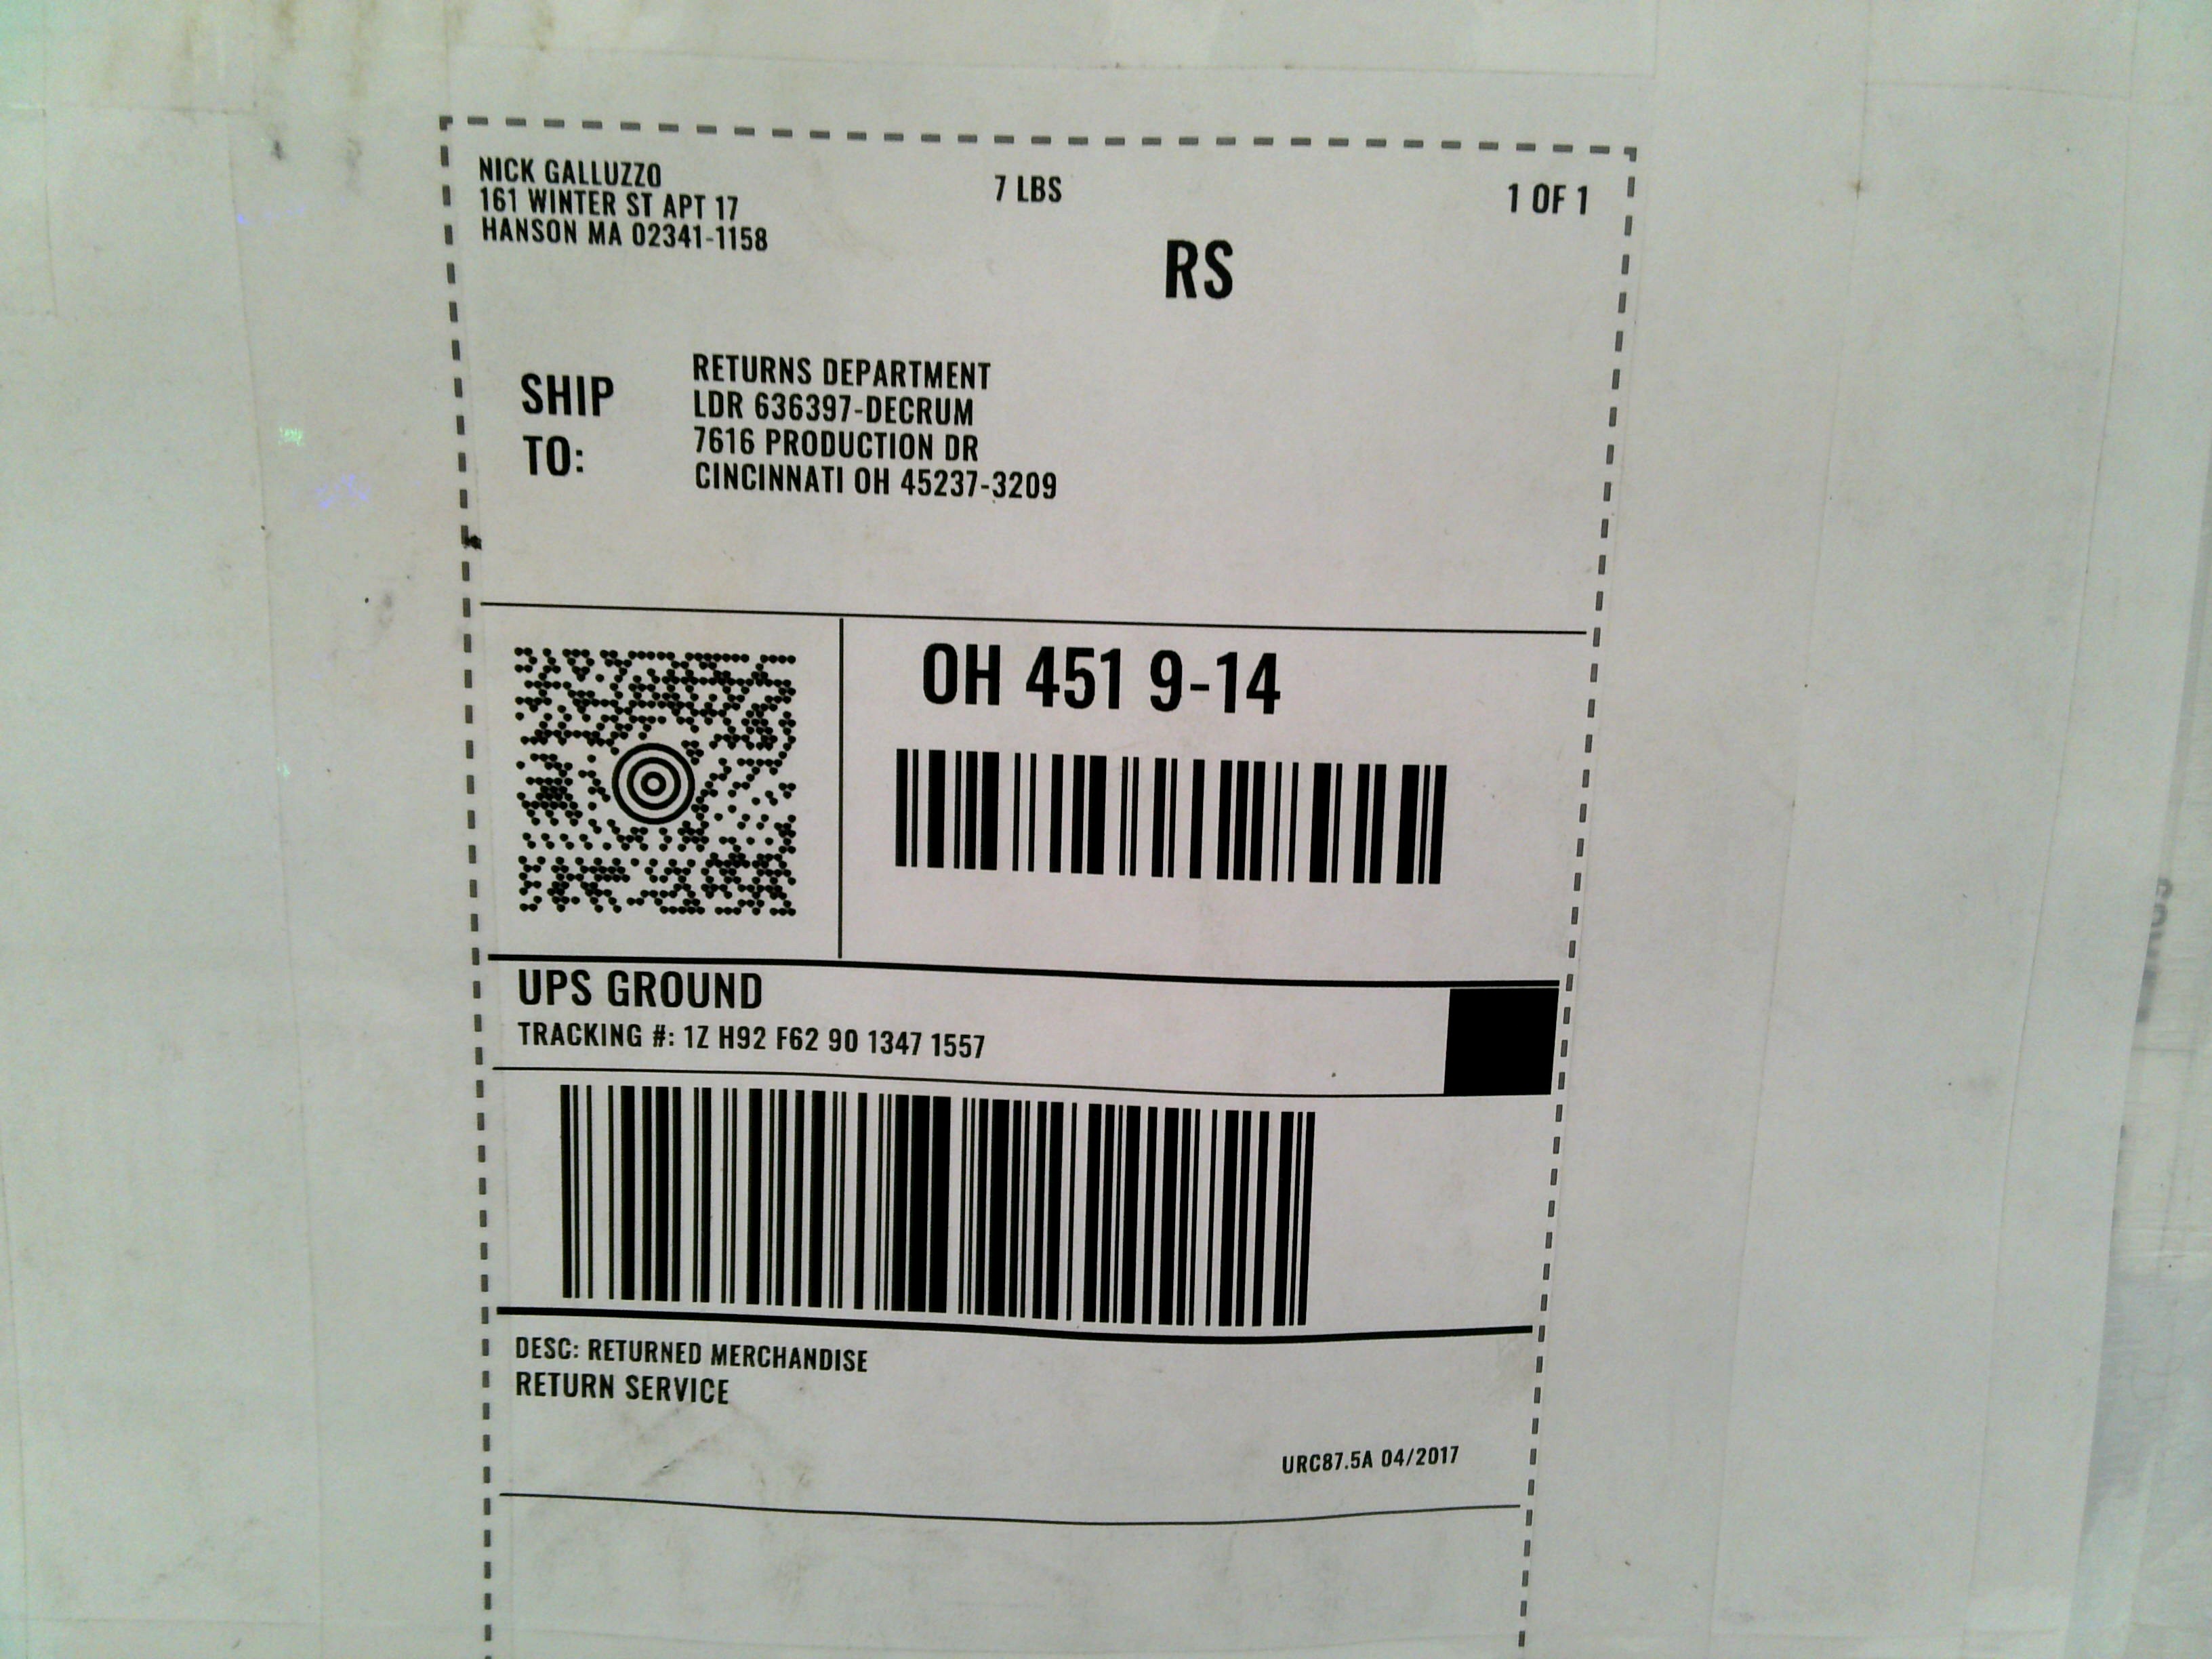 NICK GALLUZZO
161 WINTER ST APT 17
HANSON MA 02341-1158
7 LBS
1 OF 1
RS
SHIP TO:
RETURNS DEPARTMENT
LDR 636397-DECRUM
7616 PRODUCTION DR
CINCINNATI OH 45237-3209
OH 451 9-14
UPS GROUND
TRACKING #: 1Z H92 F62 90 1347 1557
DESC: RETURNED MERCHANDISE
RETURN SERVICE
URC87.5A 04/2017